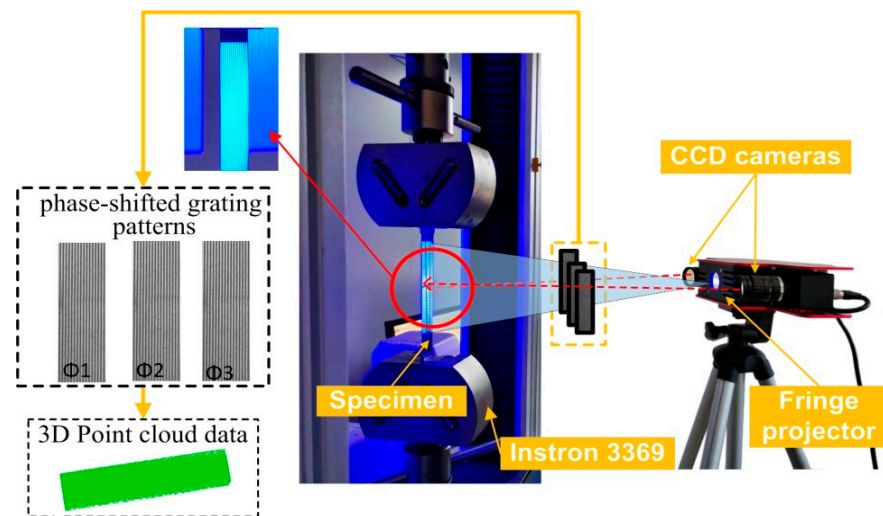 CCD cameras
phase-shifted grating
patterns
Φ1
Φ2
Φ3
Specimen
Fringe
projector
Instron 3369
3D Point cloud data